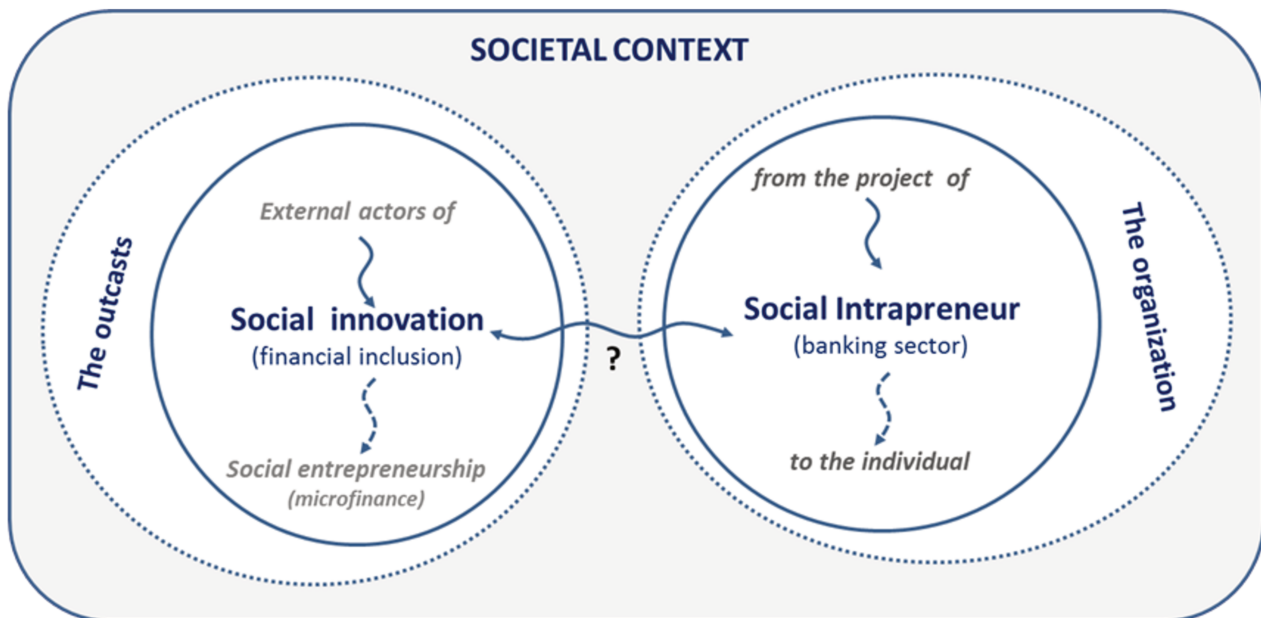 SOCIETAL CONTEXT
The outcasts
External actors of
Social innovation
(financial inclusion)
Social entrepreneurship
(microfinance)
?
from the project of
Social Intrapreneur
(banking sector)
to the individual
The organization